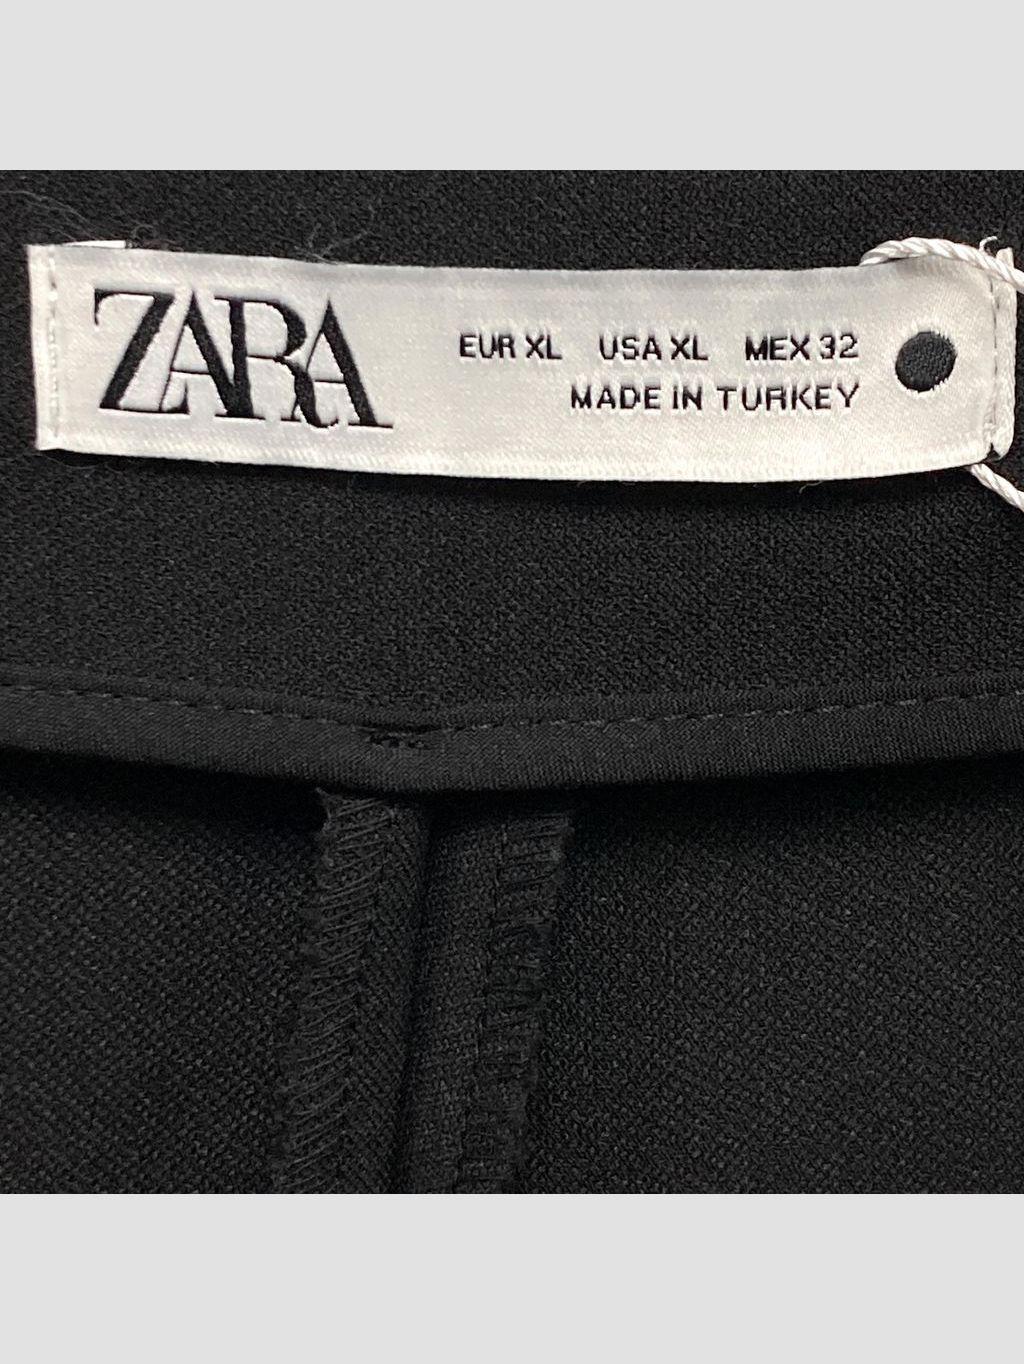 ZARA
EUR XL USA XL MEX 32
MADE IN TURKEY